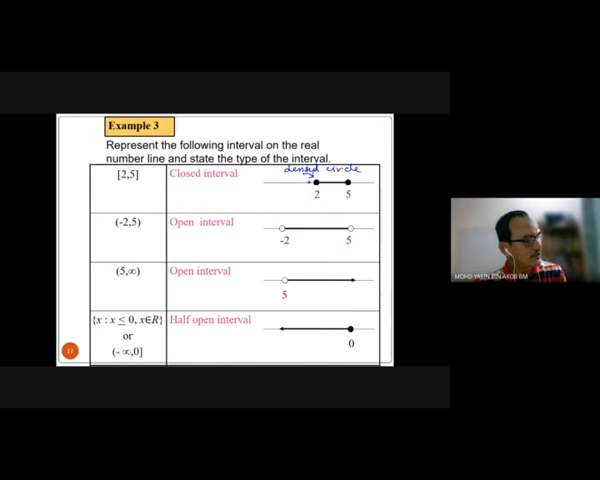 Example 3
Represent the following interval on the real
number line and state the type of the interval.
densed circle
[2,5] Closed interval
2 5
(-2,5) Open interval
-2 5
(5,∞) Open interval
5
{x : x ≤ 0, x∈R} Half open interval
or
0
(- ∞,0]
17
MOHD YASIN BIN AKOB BM